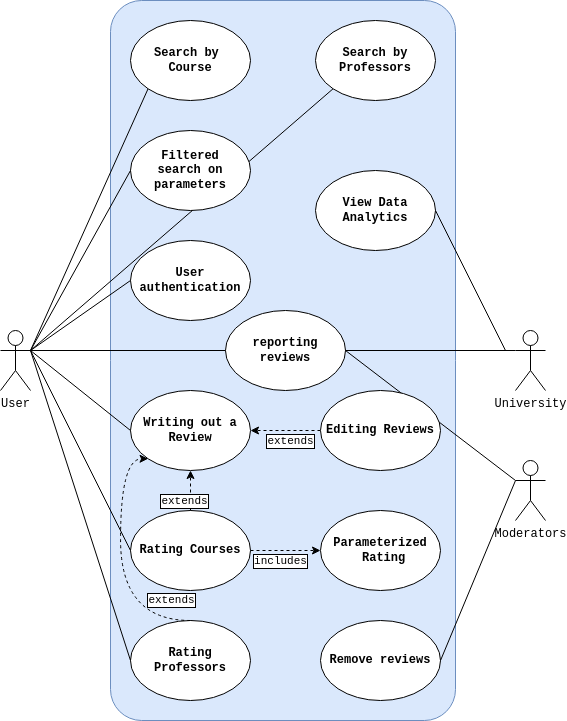 Search by
Course
Search by
Professors
Filtered
search on
parameters
View Data
Analytics
User
authentication
reporting
reviews
User
University
Writing out a
Review
extends
Editing Reviews
extends
Moderators
Rating Courses
includes
Parameterized
Rating
extends
Rating
Professors
Remove reviews